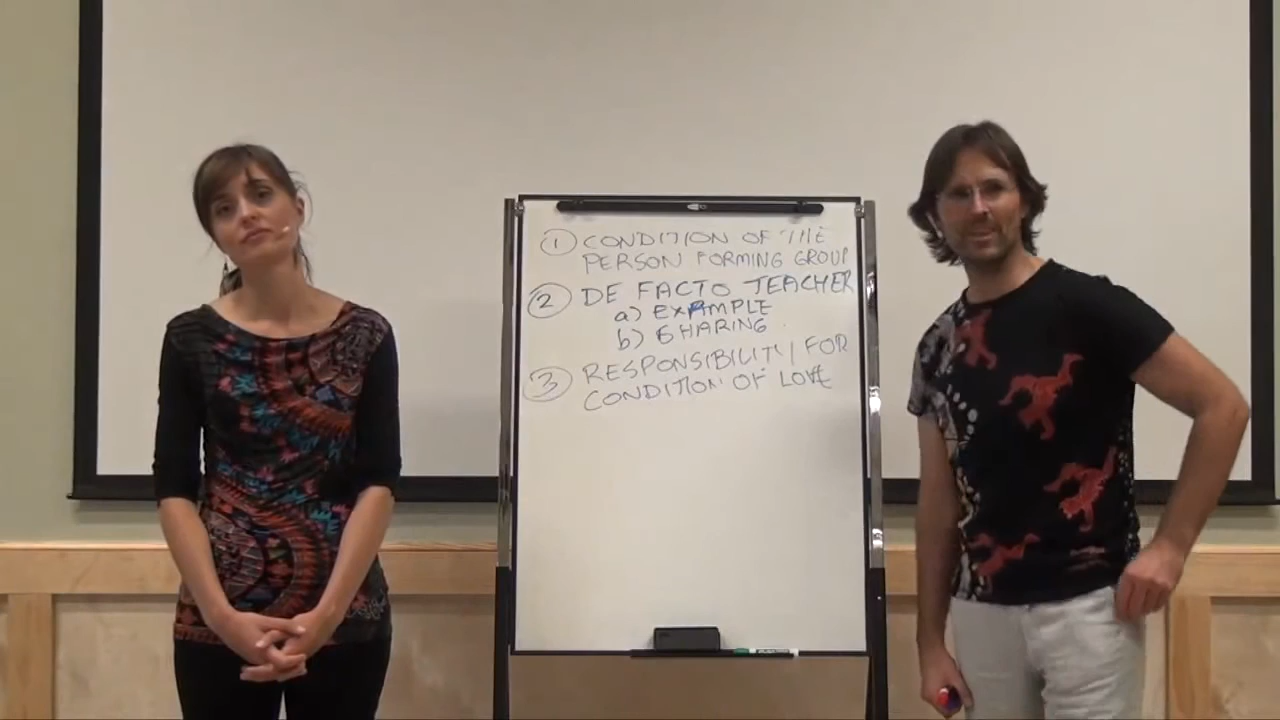 ① CONDITION OF THE
PERSON FORMING GROUP
② DE FACTO TEACHER
a) EXAMPLE
b) SHARING
③ RESPONSIBILITY FOR
CONDITION OF LOVE